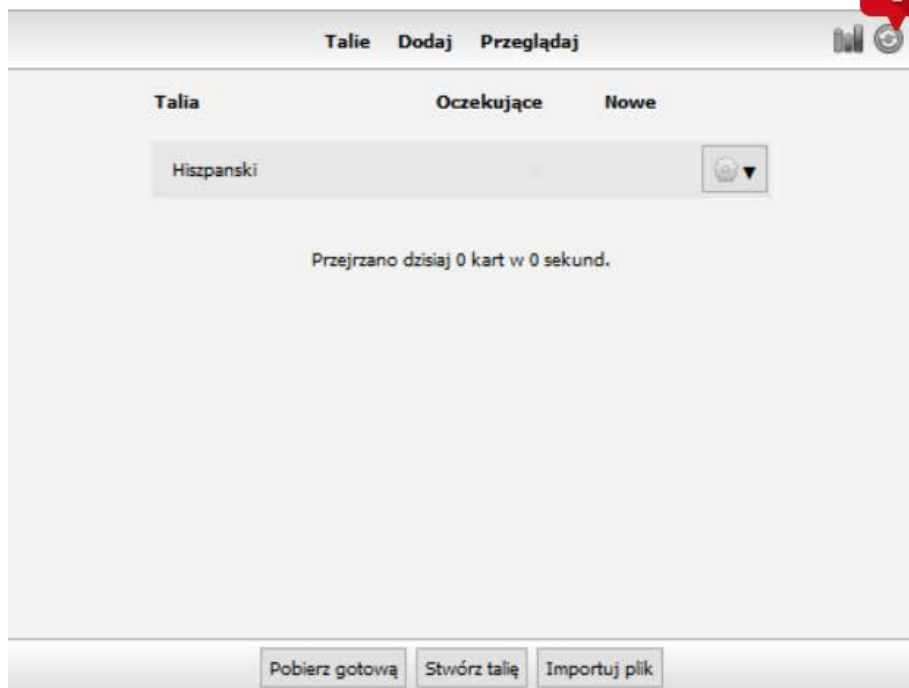 Talie Dodaj Przeglądaj
Talia Oczekujące Nowe
Hiszpanski
Przejrzano dzisiaj 0 kart w 0 sekund.
Pobierz gotową Stwórz talię Importuj plik